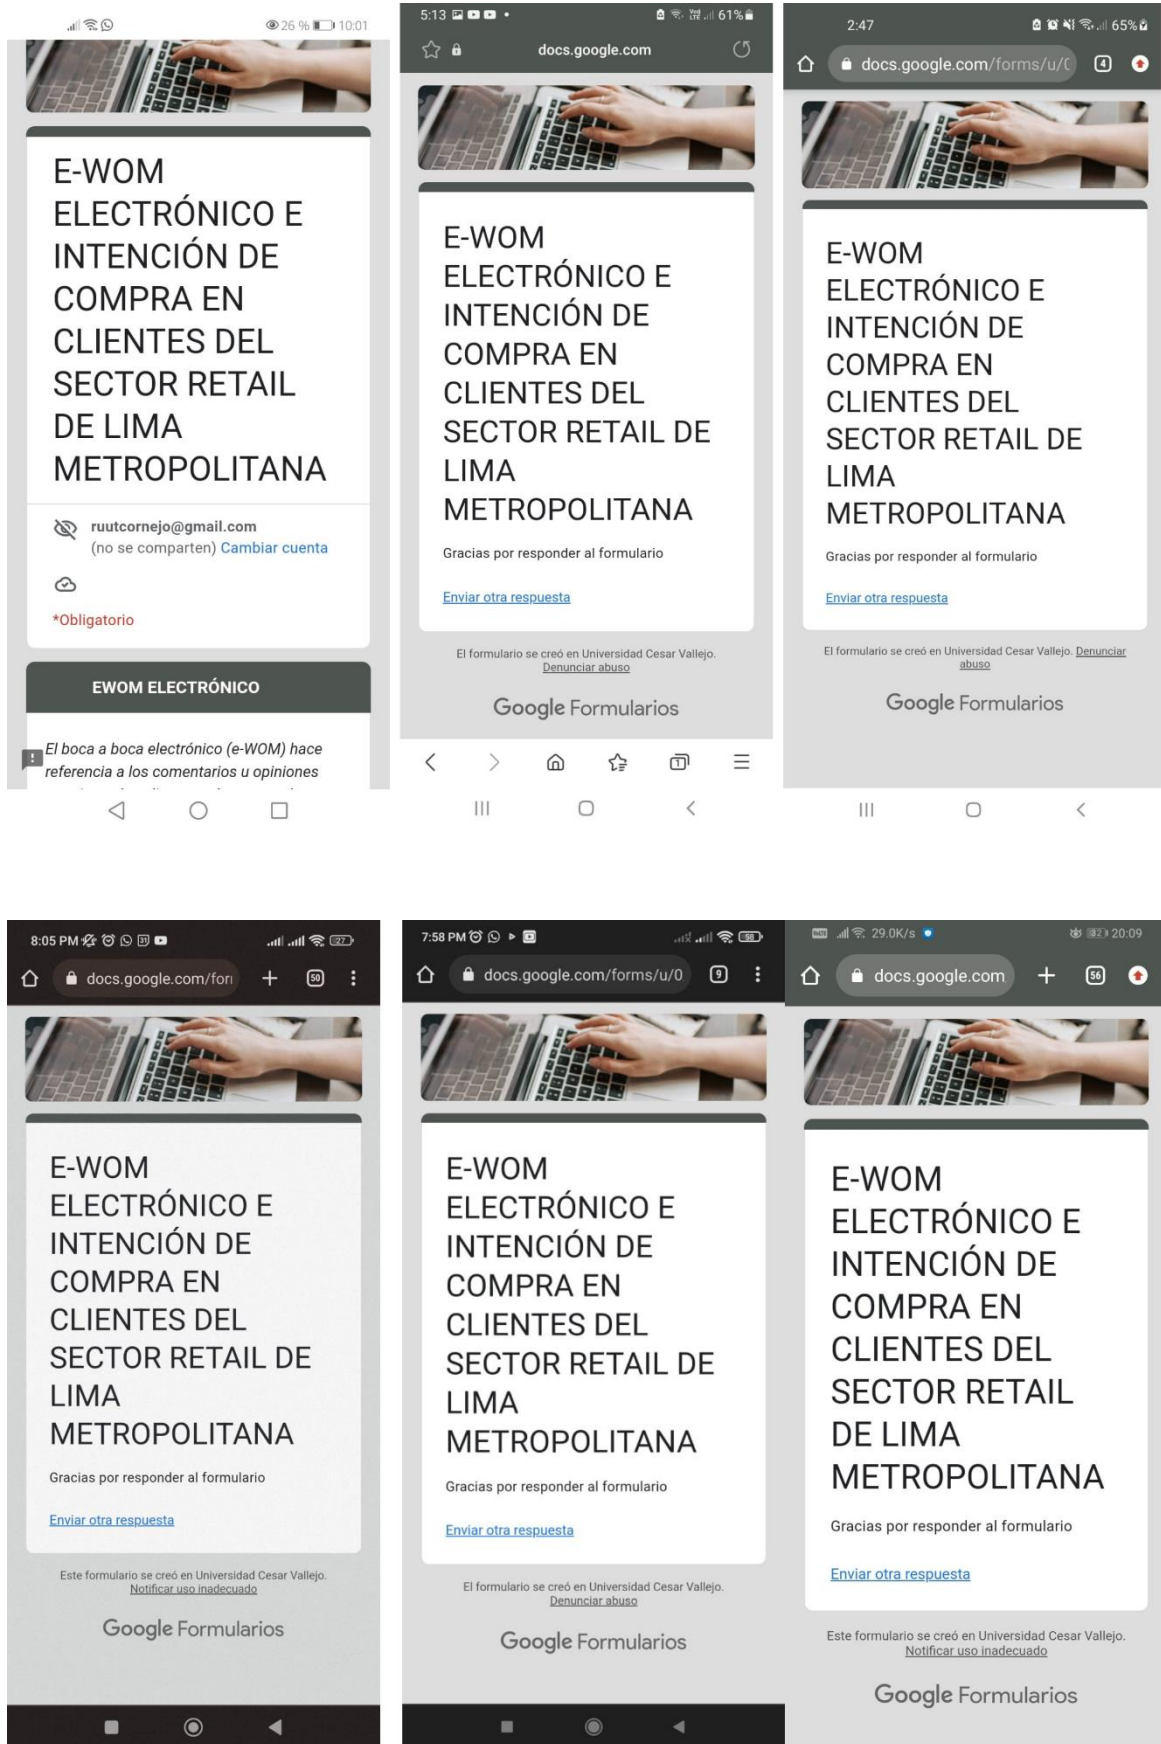 26 % 10:01
E-WOM
ELECTRÓNICO E
INTENCIÓN DE
COMPRA EN
CLIENTES DEL
SECTOR RETAIL
DE LIMA
METROPOLITANA
ruutcornejo@gmail.com
(no se comparten) Cambiar cuenta
*Obligatorio
EWOM ELECTRÓNICO
El boca a boca electrónico (e-WOM) hace
referencia a los comentarios u opiniones
5:13 61%
docs.google.com
E-WOM
ELECTRÓNICO E
INTENCIÓN DE
COMPRA EN
CLIENTES DEL
SECTOR RETAIL DE
LIMA
METROPOLITANA
Gracias por responder al formulario
Enviar otra respuesta
El formulario se creó en Universidad Cesar Vallejo.
Denunciar abuso
Google Formularios
1
2:47 65%
docs.google.com/forms/u/0 4
E-WOM
ELECTRÓNICO E
INTENCIÓN DE
COMPRA EN
CLIENTES DEL
SECTOR RETAIL DE
LIMA
METROPOLITANA
Gracias por responder al formulario
Enviar otra respuesta
El formulario se creó en Universidad Cesar Vallejo. Denunciar
abuso
Google Formularios
8:05 PM 31 27
docs.google.com/for 50
E-WOM
ELECTRÓNICO E
INTENCIÓN DE
COMPRA EN
CLIENTES DEL
SECTOR RETAIL DE
LIMA
METROPOLITANA
Gracias por responder al formulario
Enviar otra respuesta
Este formulario se creó en Universidad Cesar Vallejo.
Notificar uso inadecuado
Google Formularios
7:58 PM 50
docs.google.com/forms/u/0 9
E-WOM
ELECTRÓNICO E
INTENCIÓN DE
COMPRA EN
CLIENTES DEL
SECTOR RETAIL DE
LIMA
METROPOLITANA
Gracias por responder al formulario
Enviar otra respuesta
El formulario se creó en Universidad Cesar Vallejo.
Denunciar abuso
Google Formularios
29.0K/s 32 20:09
docs.google.com 56
E-WOM
ELECTRÓNICO E
INTENCIÓN DE
COMPRA EN
CLIENTES DEL
SECTOR RETAIL
DE LIMA
METROPOLITANA
Gracias por responder al formulario
Enviar otra respuesta
Este formulario se creó en Universidad Cesar Vallejo.
Notificar uso inadecuado
Google Formularios